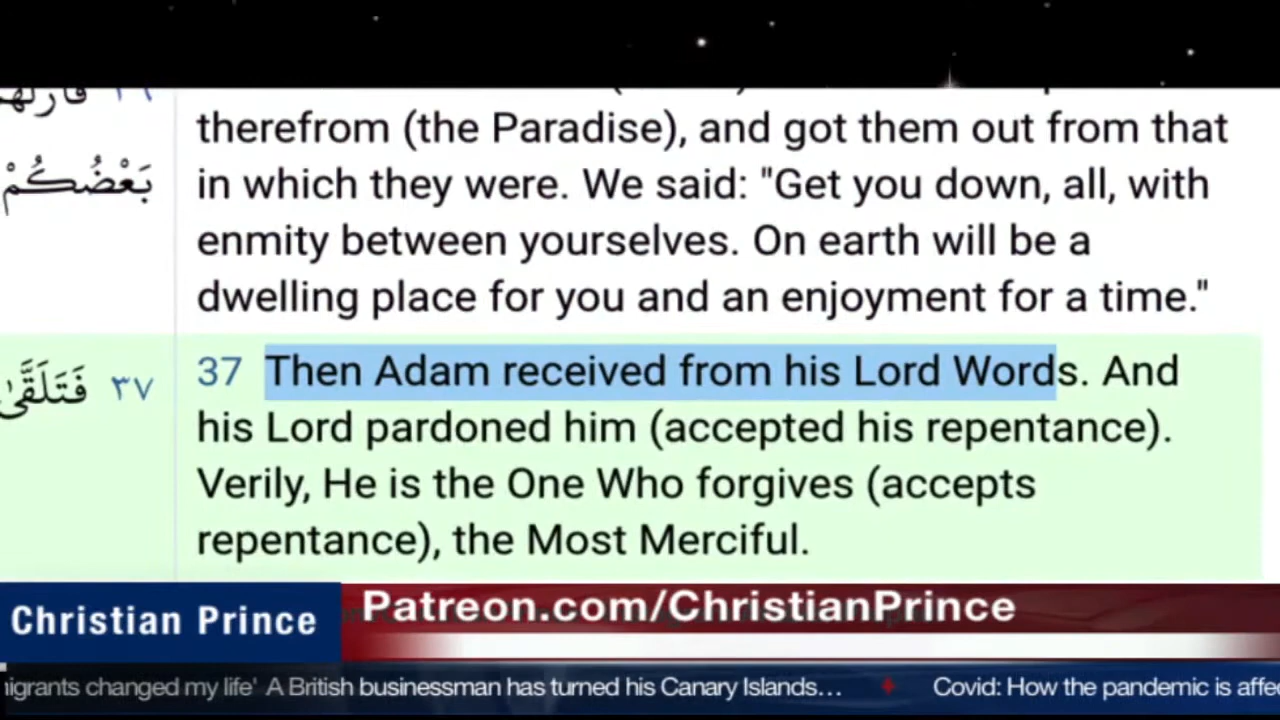 therefrom (the Paradise), and got them out from that
بَعْضُكُمْ
in which they were. We said: "Get you down, all, with
enmity between yourselves. On earth will be a
dwelling place for you and an enjoyment for a time."
٣٧ فَتَلَقَّىٰ
37 Then Adam received from his Lord Words. And
his Lord pardoned him (accepted his repentance).
Verily, He is the One Who forgives (accepts
repentance), the Most Merciful.
Christian Prince
Patreon.com/ChristianPrince
changed my life' A British businessman has turned his Canary Islands... Covid: How the pandemic is